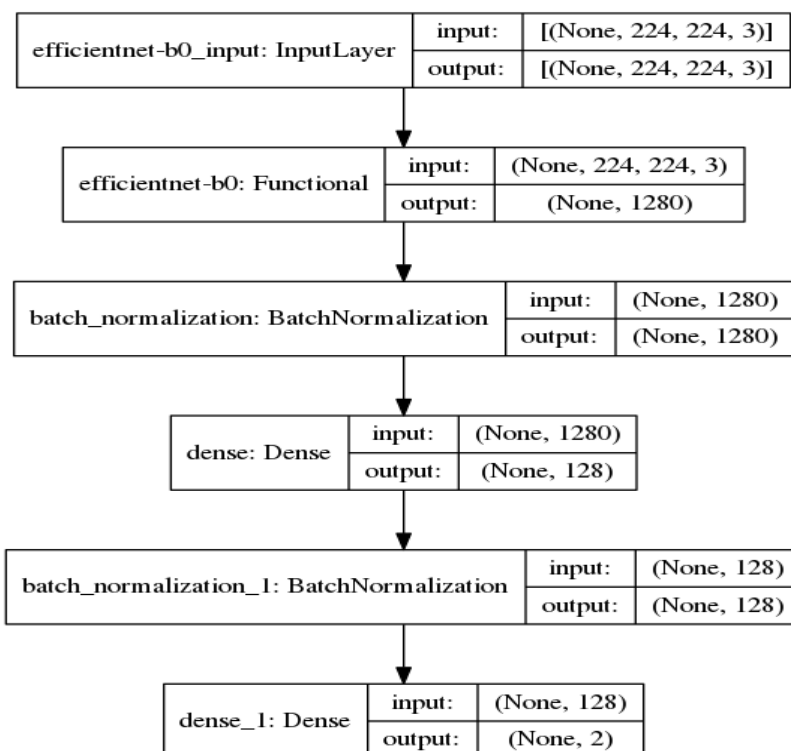 efficientnet-b0_input: InputLayer
input: [(None, 224, 224, 3)]
output: [(None, 224, 224, 3)]
efficientnet-b0: Functional
input: (None, 224, 224, 3)
output: (None, 1280)
batch_normalization: BatchNormalization
input: (None, 1280)
output: (None, 1280)
dense: Dense
input: (None, 1280)
output: (None, 128)
batch_normalization_1: BatchNormalization
input: (None, 128)
output: (None, 128)
dense_1: Dense
input: (None, 128)
output: (None, 2)